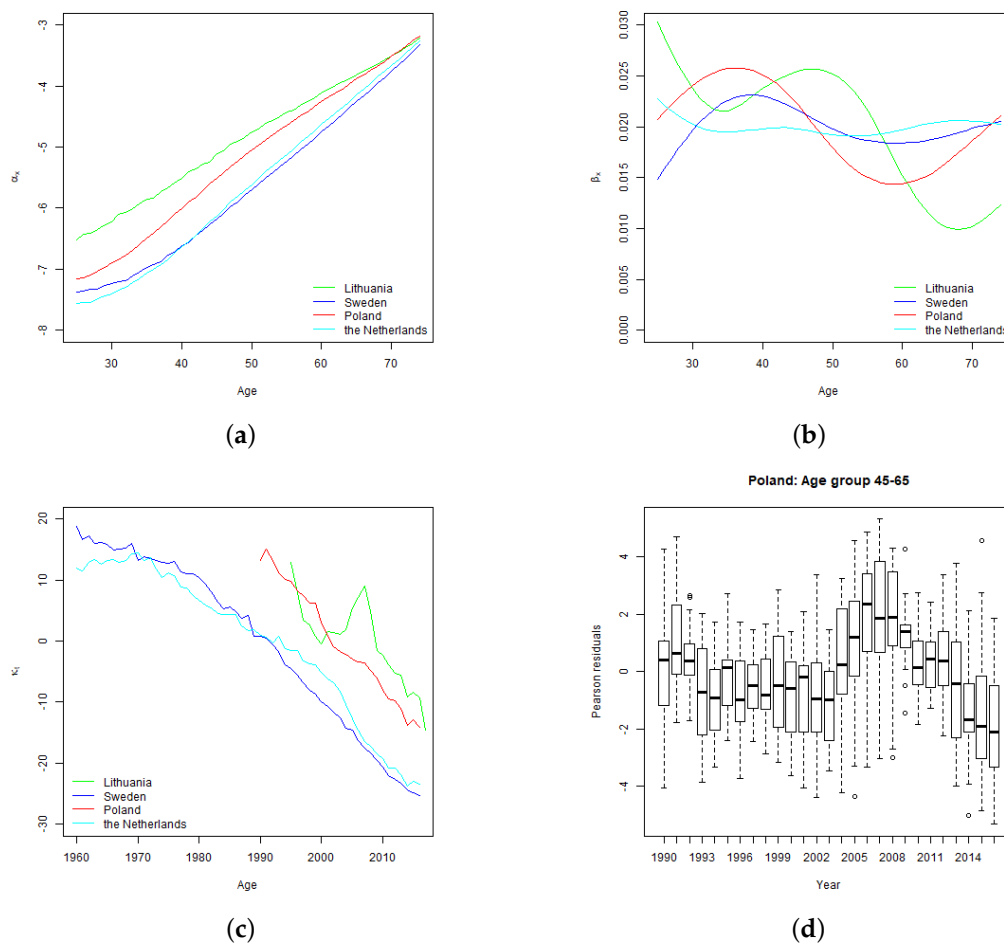 -3
-4
-5
-6
-7
-8
αx
30 40 50 60 70
Age
Lithuania
Sweden
Poland
the Netherlands
(a)
0.030
0.025
0.020
0.015
0.010
0.005
0.000
βx
30 40 50 60 70
Age
Lithuania
Sweden
Poland
the Netherlands
(b)
20
10
0
-10
-20
-30
κt
1960 1970 1980 1990 2000 2010
Age
Lithuania
Sweden
Poland
the Netherlands
(c)
Poland: Age group 45-65
4
2
0
-2
-4
Pearson residuals
1990 1993 1996 1999 2002 2005 2008 2011 2014
Year
(d)